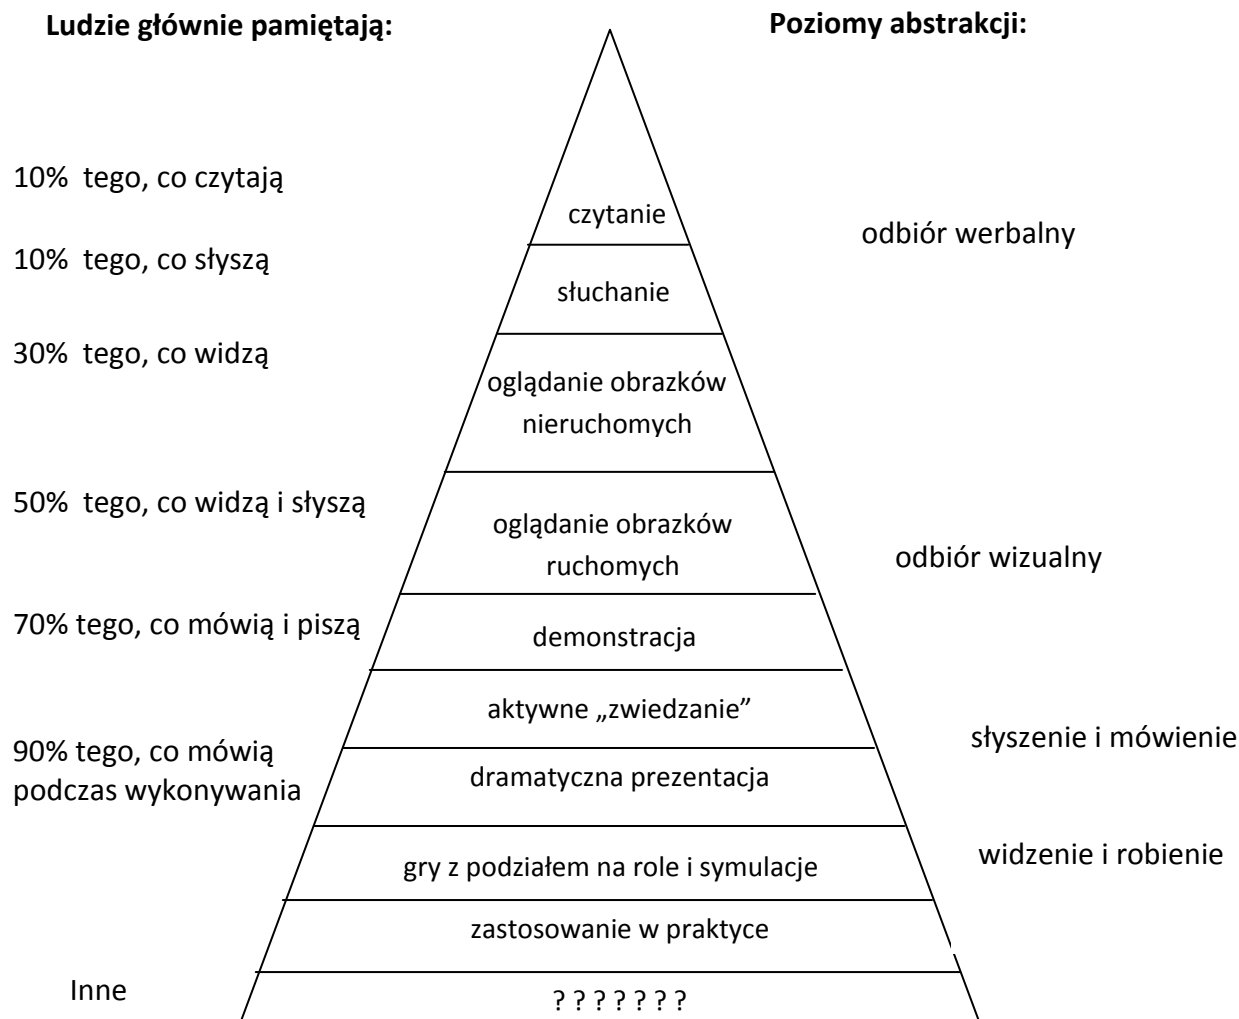 Ludzie głównie pamiętają:
Poziomy abstrakcji:
10%  tego, co czytają
czytanie
odbiór werbalny
10%  tego, co słyszą
słuchanie
30%  tego, co widzą
oglądanie obrazków
nieruchomych
50%  tego, co widzą i słyszą
oglądanie obrazków
ruchomych
odbiór wizualny
70% tego, co mówią i piszą
demonstracja
aktywne „zwiedzanie”
słyszenie i mówienie
90% tego, co mówią
podczas wykonywania
dramatyczna prezentacja
widzenie i robienie
gry z podziałem na role i symulacje
zastosowanie w praktyce
Inne
? ? ? ? ? ? ?